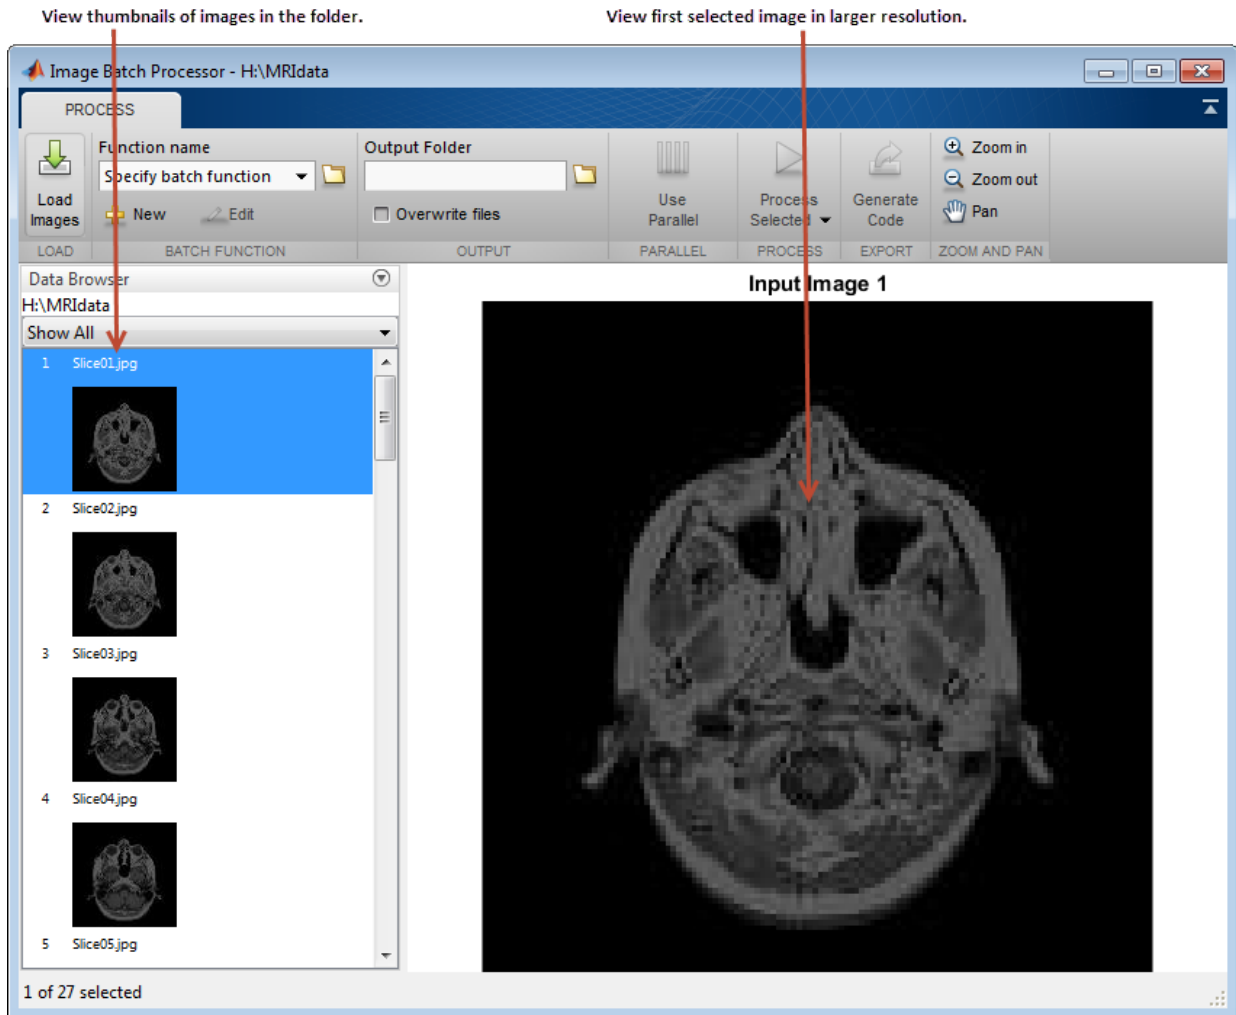 View thumbnails of images in the folder.
View first selected image in larger resolution.
Image Batch Processor - H:\MRIdata
PROCESS
Load
Images
LOAD
Function name
Specify batch function
New
Edit
BATCH FUNCTION
Output Folder
Overwrite files
OUTPUT
Use
Parallel
PARALLEL
Process
Selected
PROCESS
Generate
Code
EXPORT
Zoom in
Zoom out
Pan
ZOOM AND PAN
Data Browser
H:\MRIdata
Show All
1 Slice01.jpg
2 Slice02.jpg
3 Slice03.jpg
4 Slice04.jpg
5 Slice05.jpg
Input Image 1
1 of 27 selected